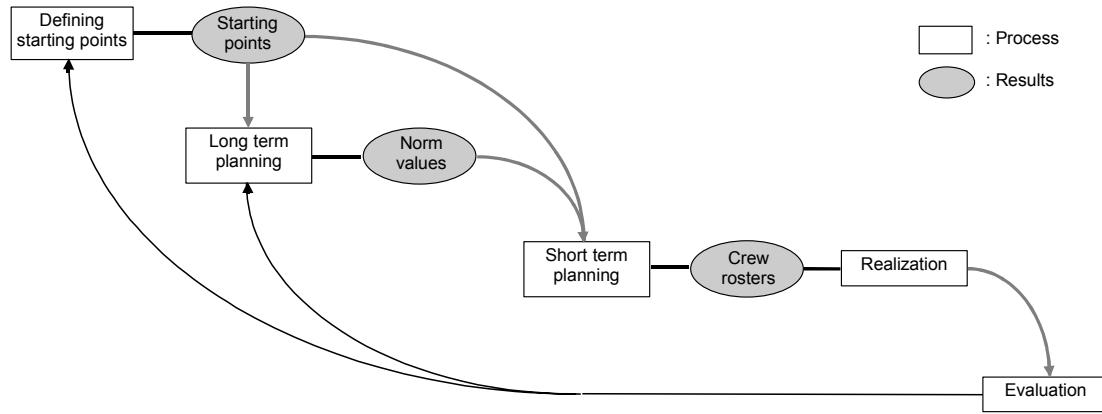 Defining
starting points
Starting
points
: Process
: Results
Long term
planning
Norm
values
Short term
planning
Crew
rosters
Realization
Evaluation